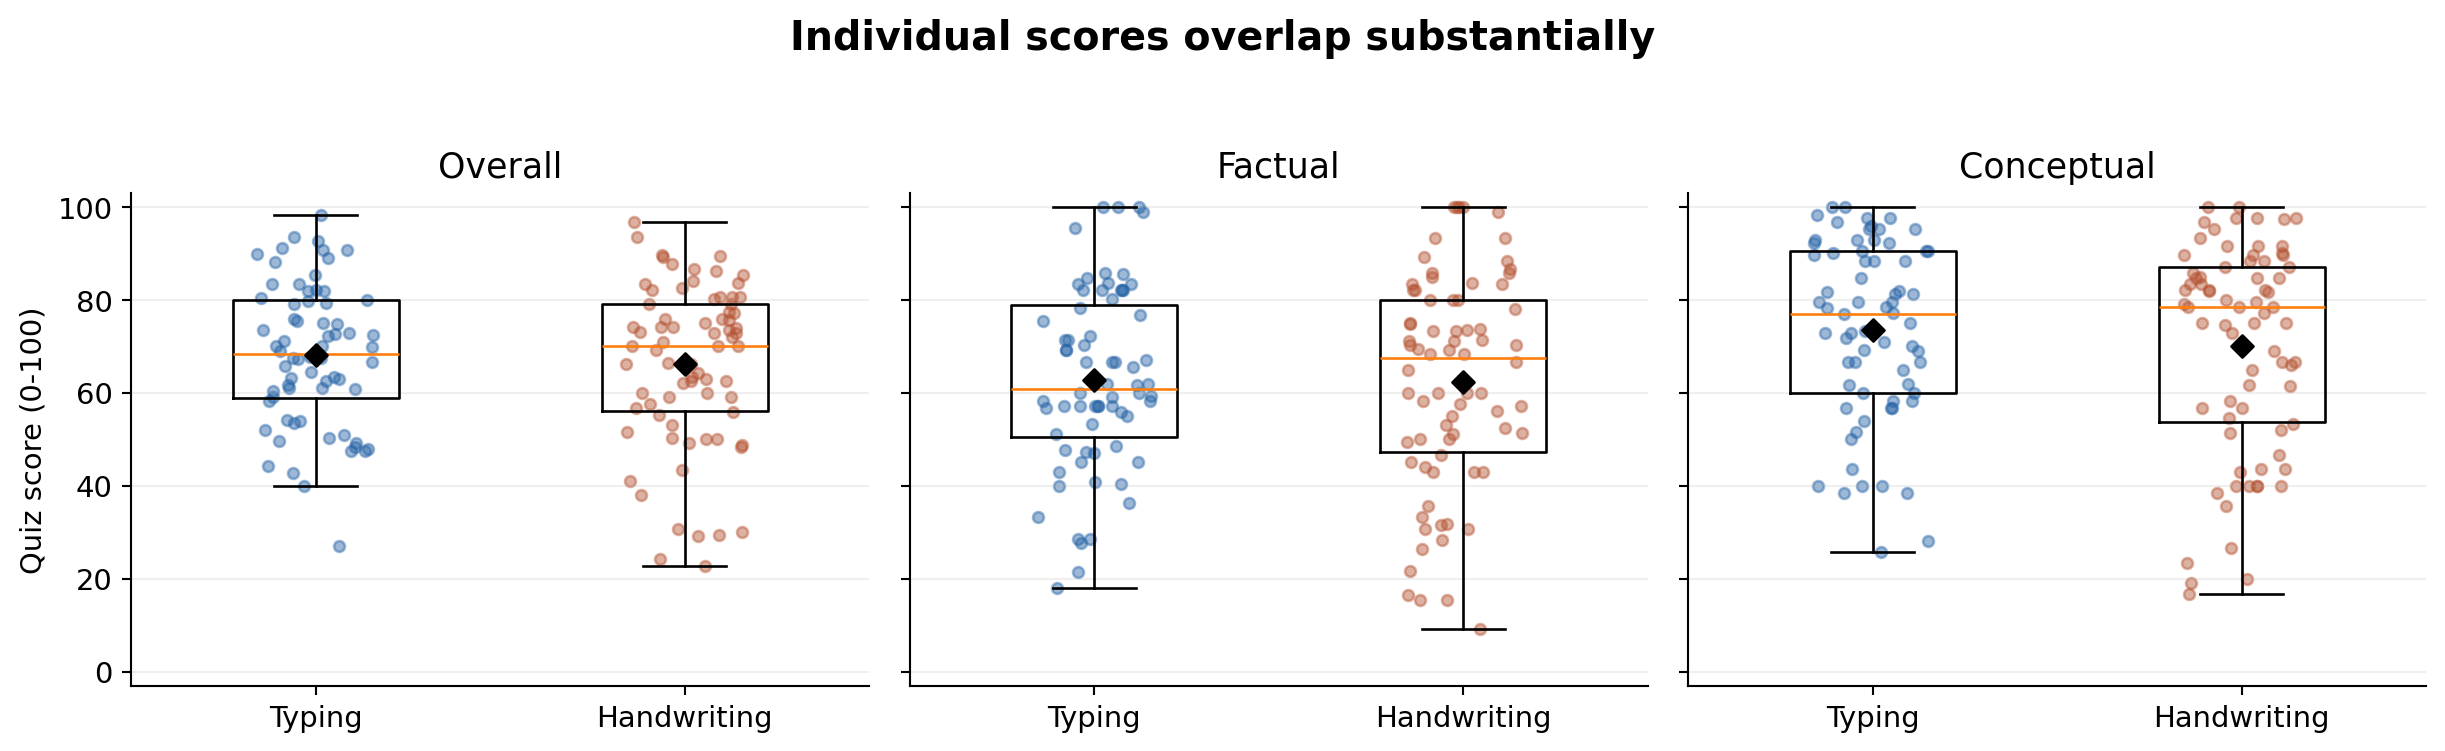 Individual scores overlap substantially
Overall
Factual
Conceptual
Quiz score (0-100)
100
80
60
40
20
0
Typing
Handwriting
Typing
Handwriting
Typing
Handwriting